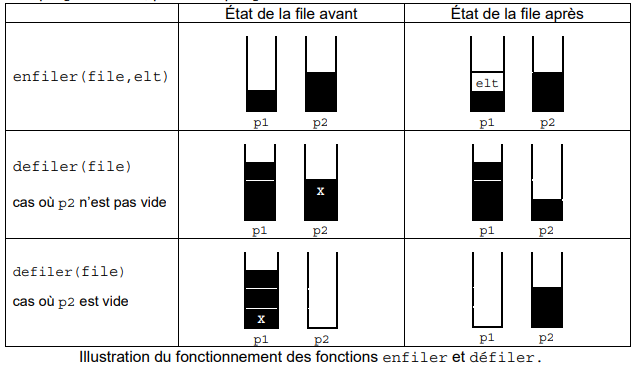 État de la file avant
État de la file après
enfiler(file,elt)
p1
p2
elt
p1
p2
defiler(file)
cas où p2 n'est pas vide
x
p1
p2
p1
p2
defiler(file)
cas où p2 est vide
x
p1
p2
p1
p2
Illustration du fonctionnement des fonctions enfiler et défiler.